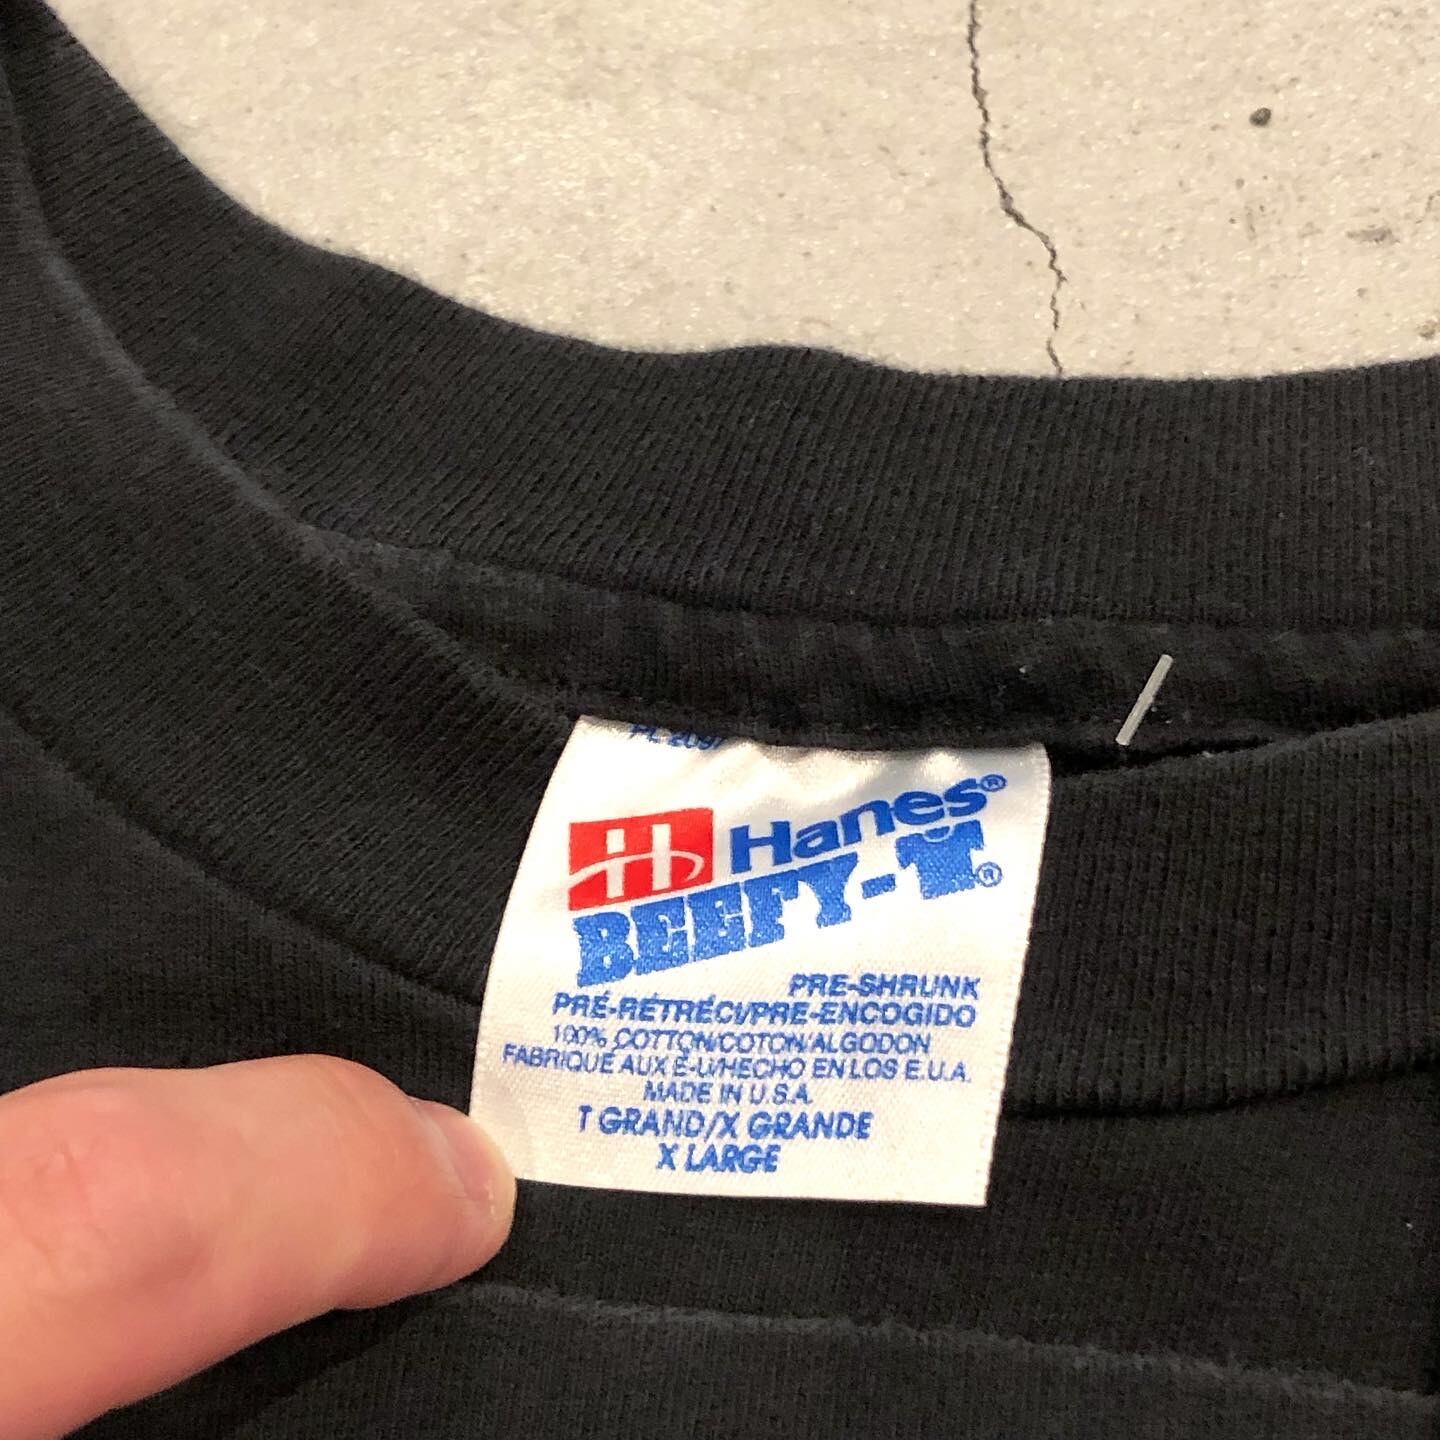 H Hanes®
BEEFY-T®
PRE-SHRUNK
PRÉ-RÉTRÉCI/PRE-ENCOGIDO
100% COTTON/COTON/ALGODON
FABRIQUE AUX É-U/HECHO EN LOS E.U.A.
MADE IN U.S.A.
T GRAND/X GRANDE
X LARGE